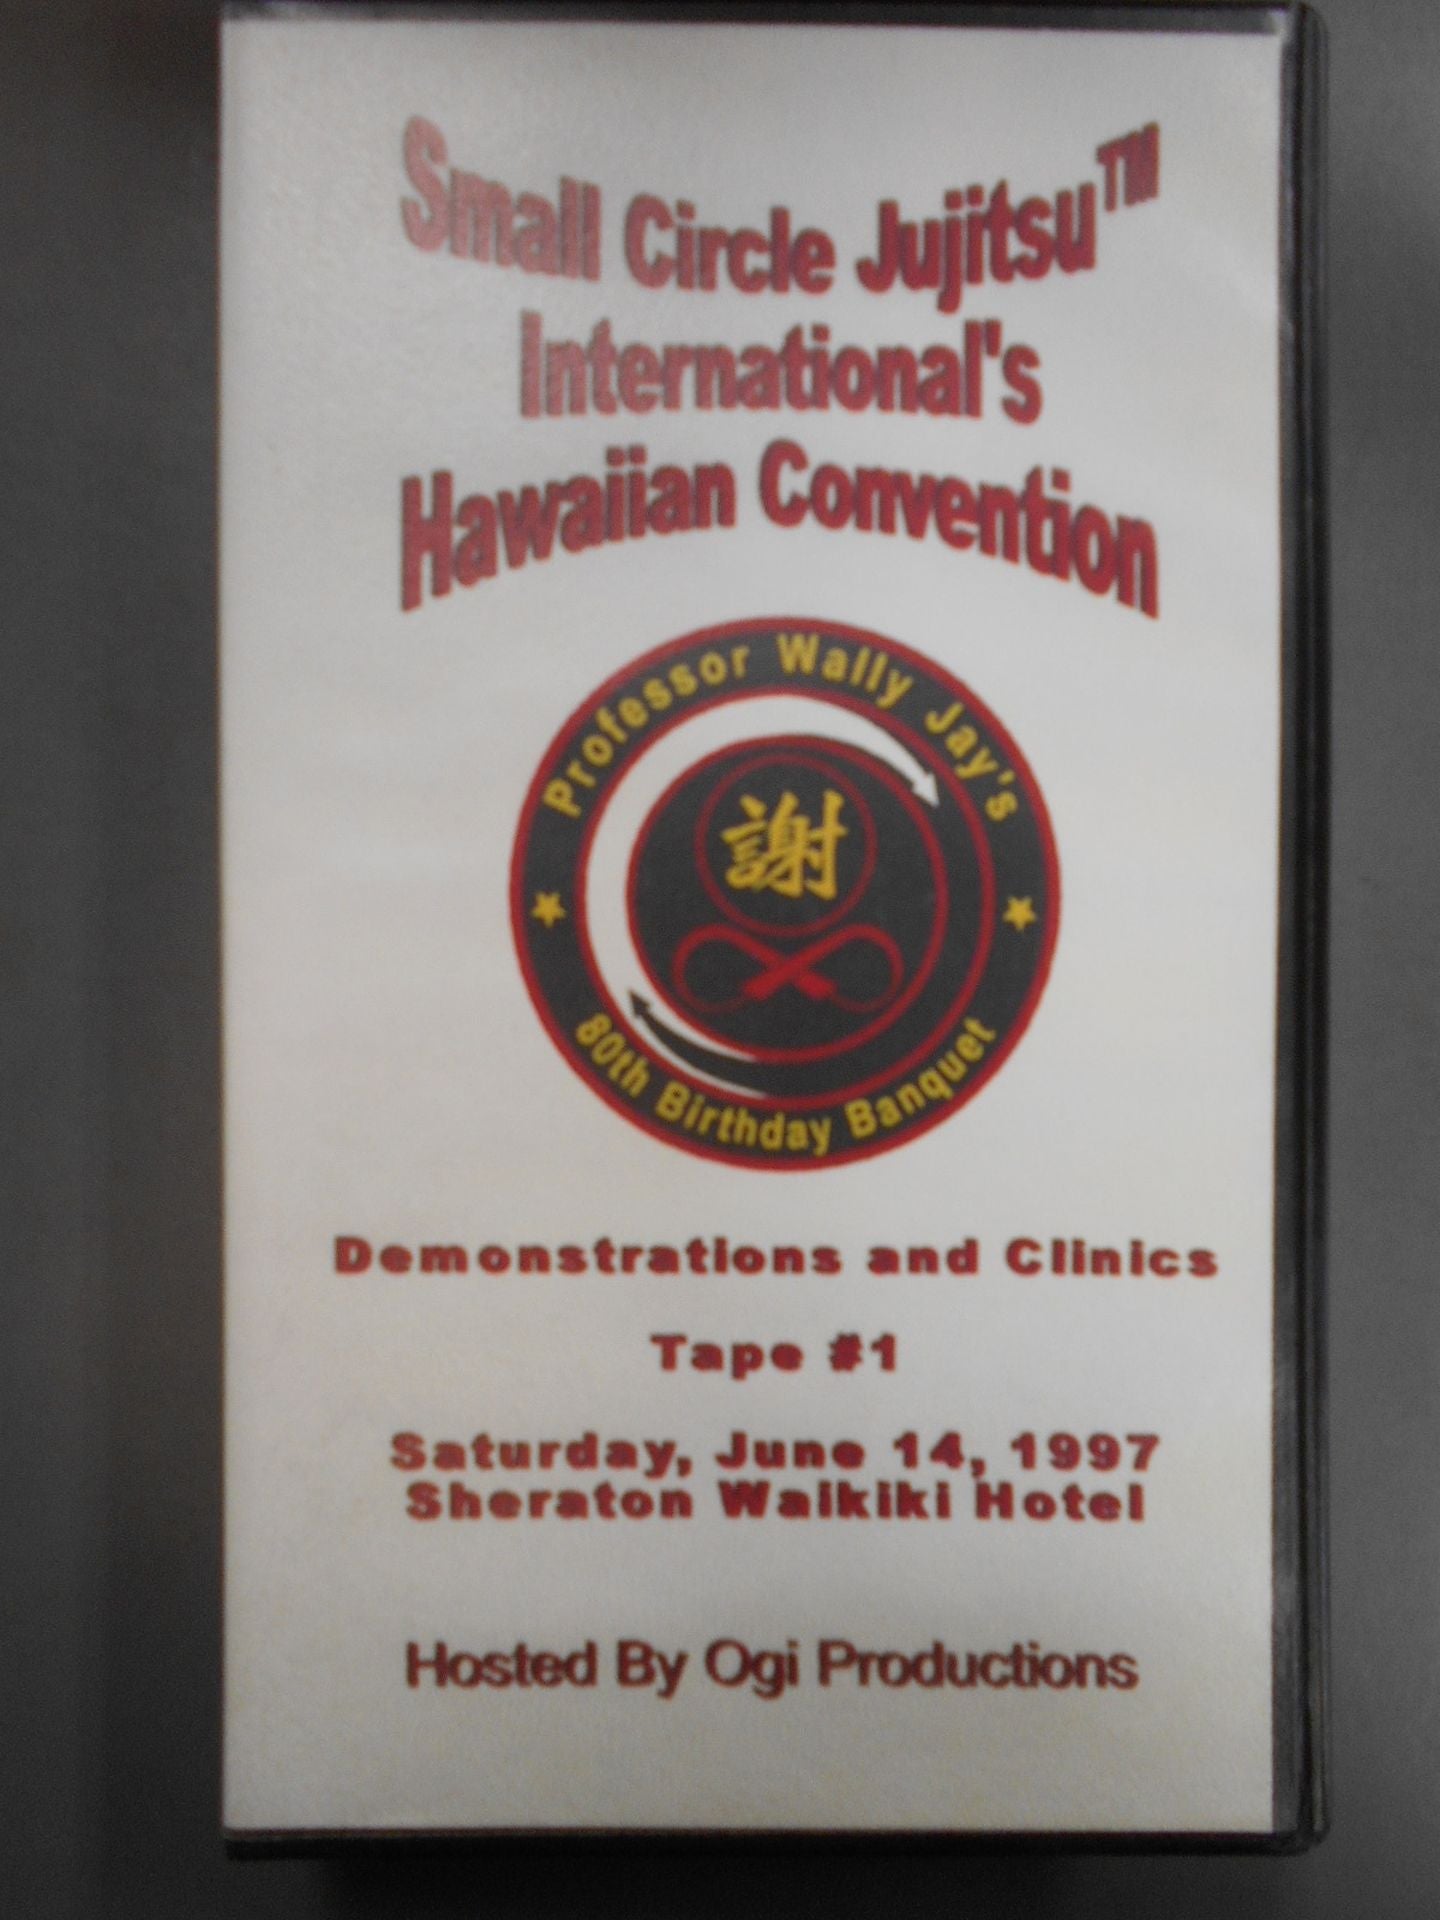 Small Circle Jujitsu™
International's
Hawaiian Convention
Professor Wally Jay's
謝
80th Birthday Banquet
Demonstrations and Clinics
Tape #1
Saturday, June 14, 1997
Sheraton Waikiki Hotel
Hosted By Ogi Productions